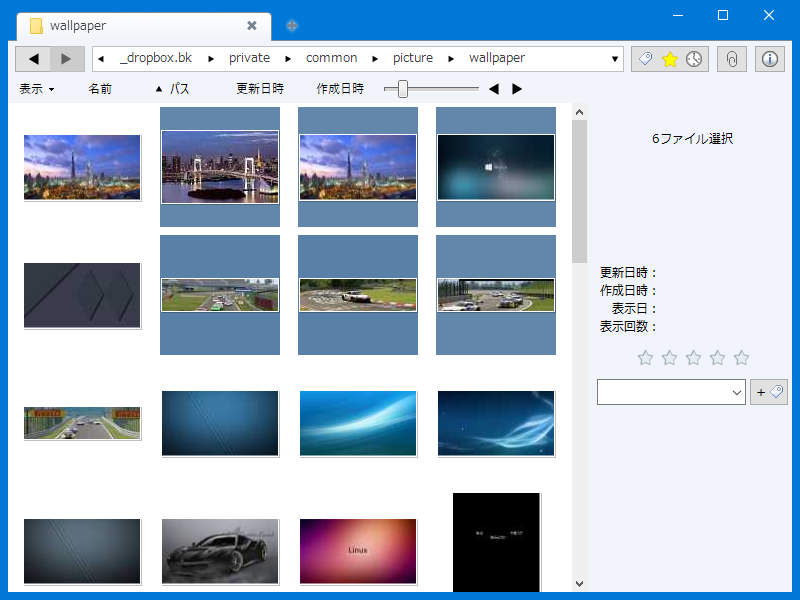 wallpaper
_dropbox.bk private common picture wallpaper
表示 名前 パス 更新日時 作成日時
6ファイル選択
更新日時：
作成日時：
表示日：
表示回数：
Linus